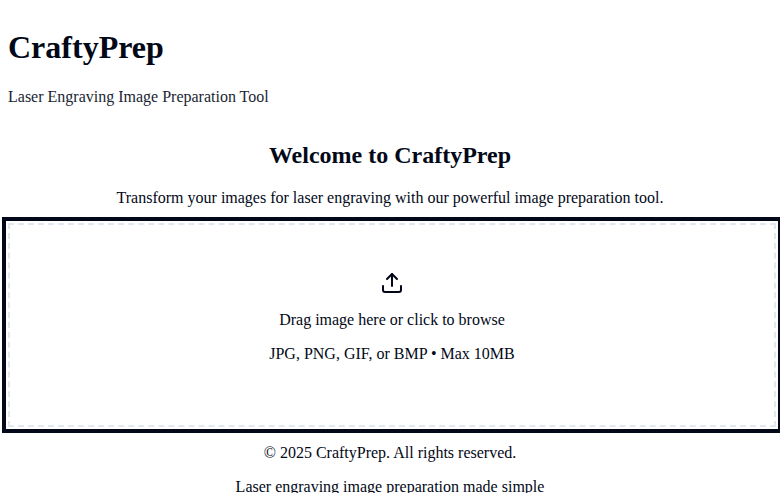 CraftyPrep
Laser Engraving Image Preparation Tool
Welcome to CraftyPrep
Transform your images for laser engraving with our powerful image preparation tool.
Drag image here or click to browse
JPG, PNG, GIF, or BMP • Max 10MB
© 2025 CraftyPrep. All rights reserved.
Laser engraving image preparation made simple